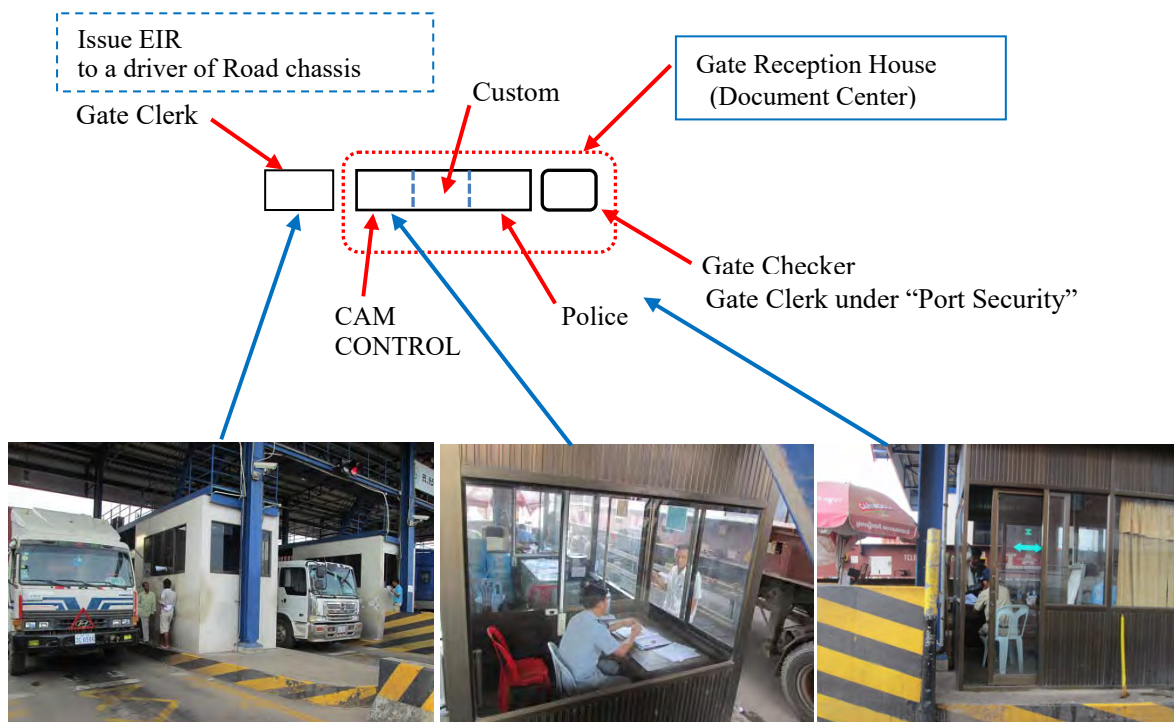 Issue EIR
to a driver of Road chassis
Gate Clerk
Custom
Gate Reception House
(Document Center)
Gate Checker
Gate Clerk under “Port Security”
CAM
CONTROL
Police